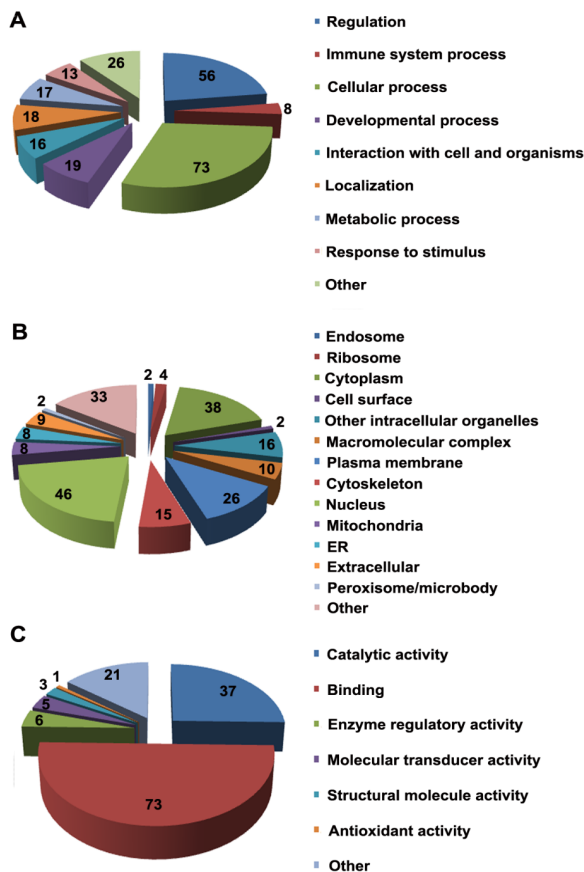 A
56
8
73
19
16
18
17
13
26
Regulation
Immune system process
Cellular process
Developmental process
Interaction with cell and organisms
Localization
Metabolic process
Response to stimulus
Other
B
2
4
38
2
16
10
26
15
46
8
8
9
2
33
Endosome
Ribosome
Cytoplasm
Cell surface
Other intracellular organelles
Macromolecular complex
Plasma membrane
Cytoskeleton
Nucleus
Mitochondria
ER
Extracellular
Peroxisome/microbody
Other
C
37
73
6
5
3
1
21
Catalytic activity
Binding
Enzyme regulatory activity
Molecular transducer activity
Structural molecule activity
Antioxidant activity
Other